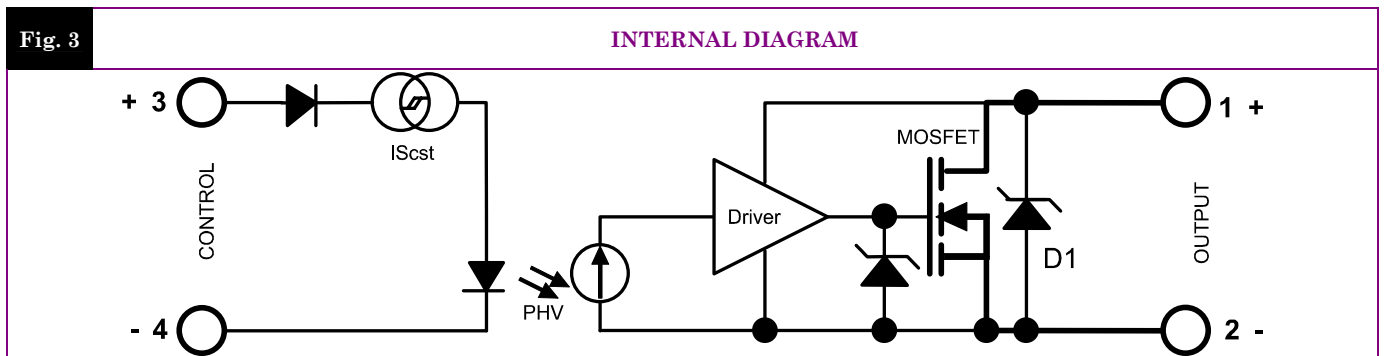 Fig. 3
INTERNAL DIAGRAM
+ 3
IScst
CONTROL
- 4
PHV
Driver
MOSFET
D1
1 +
OUTPUT
2 -